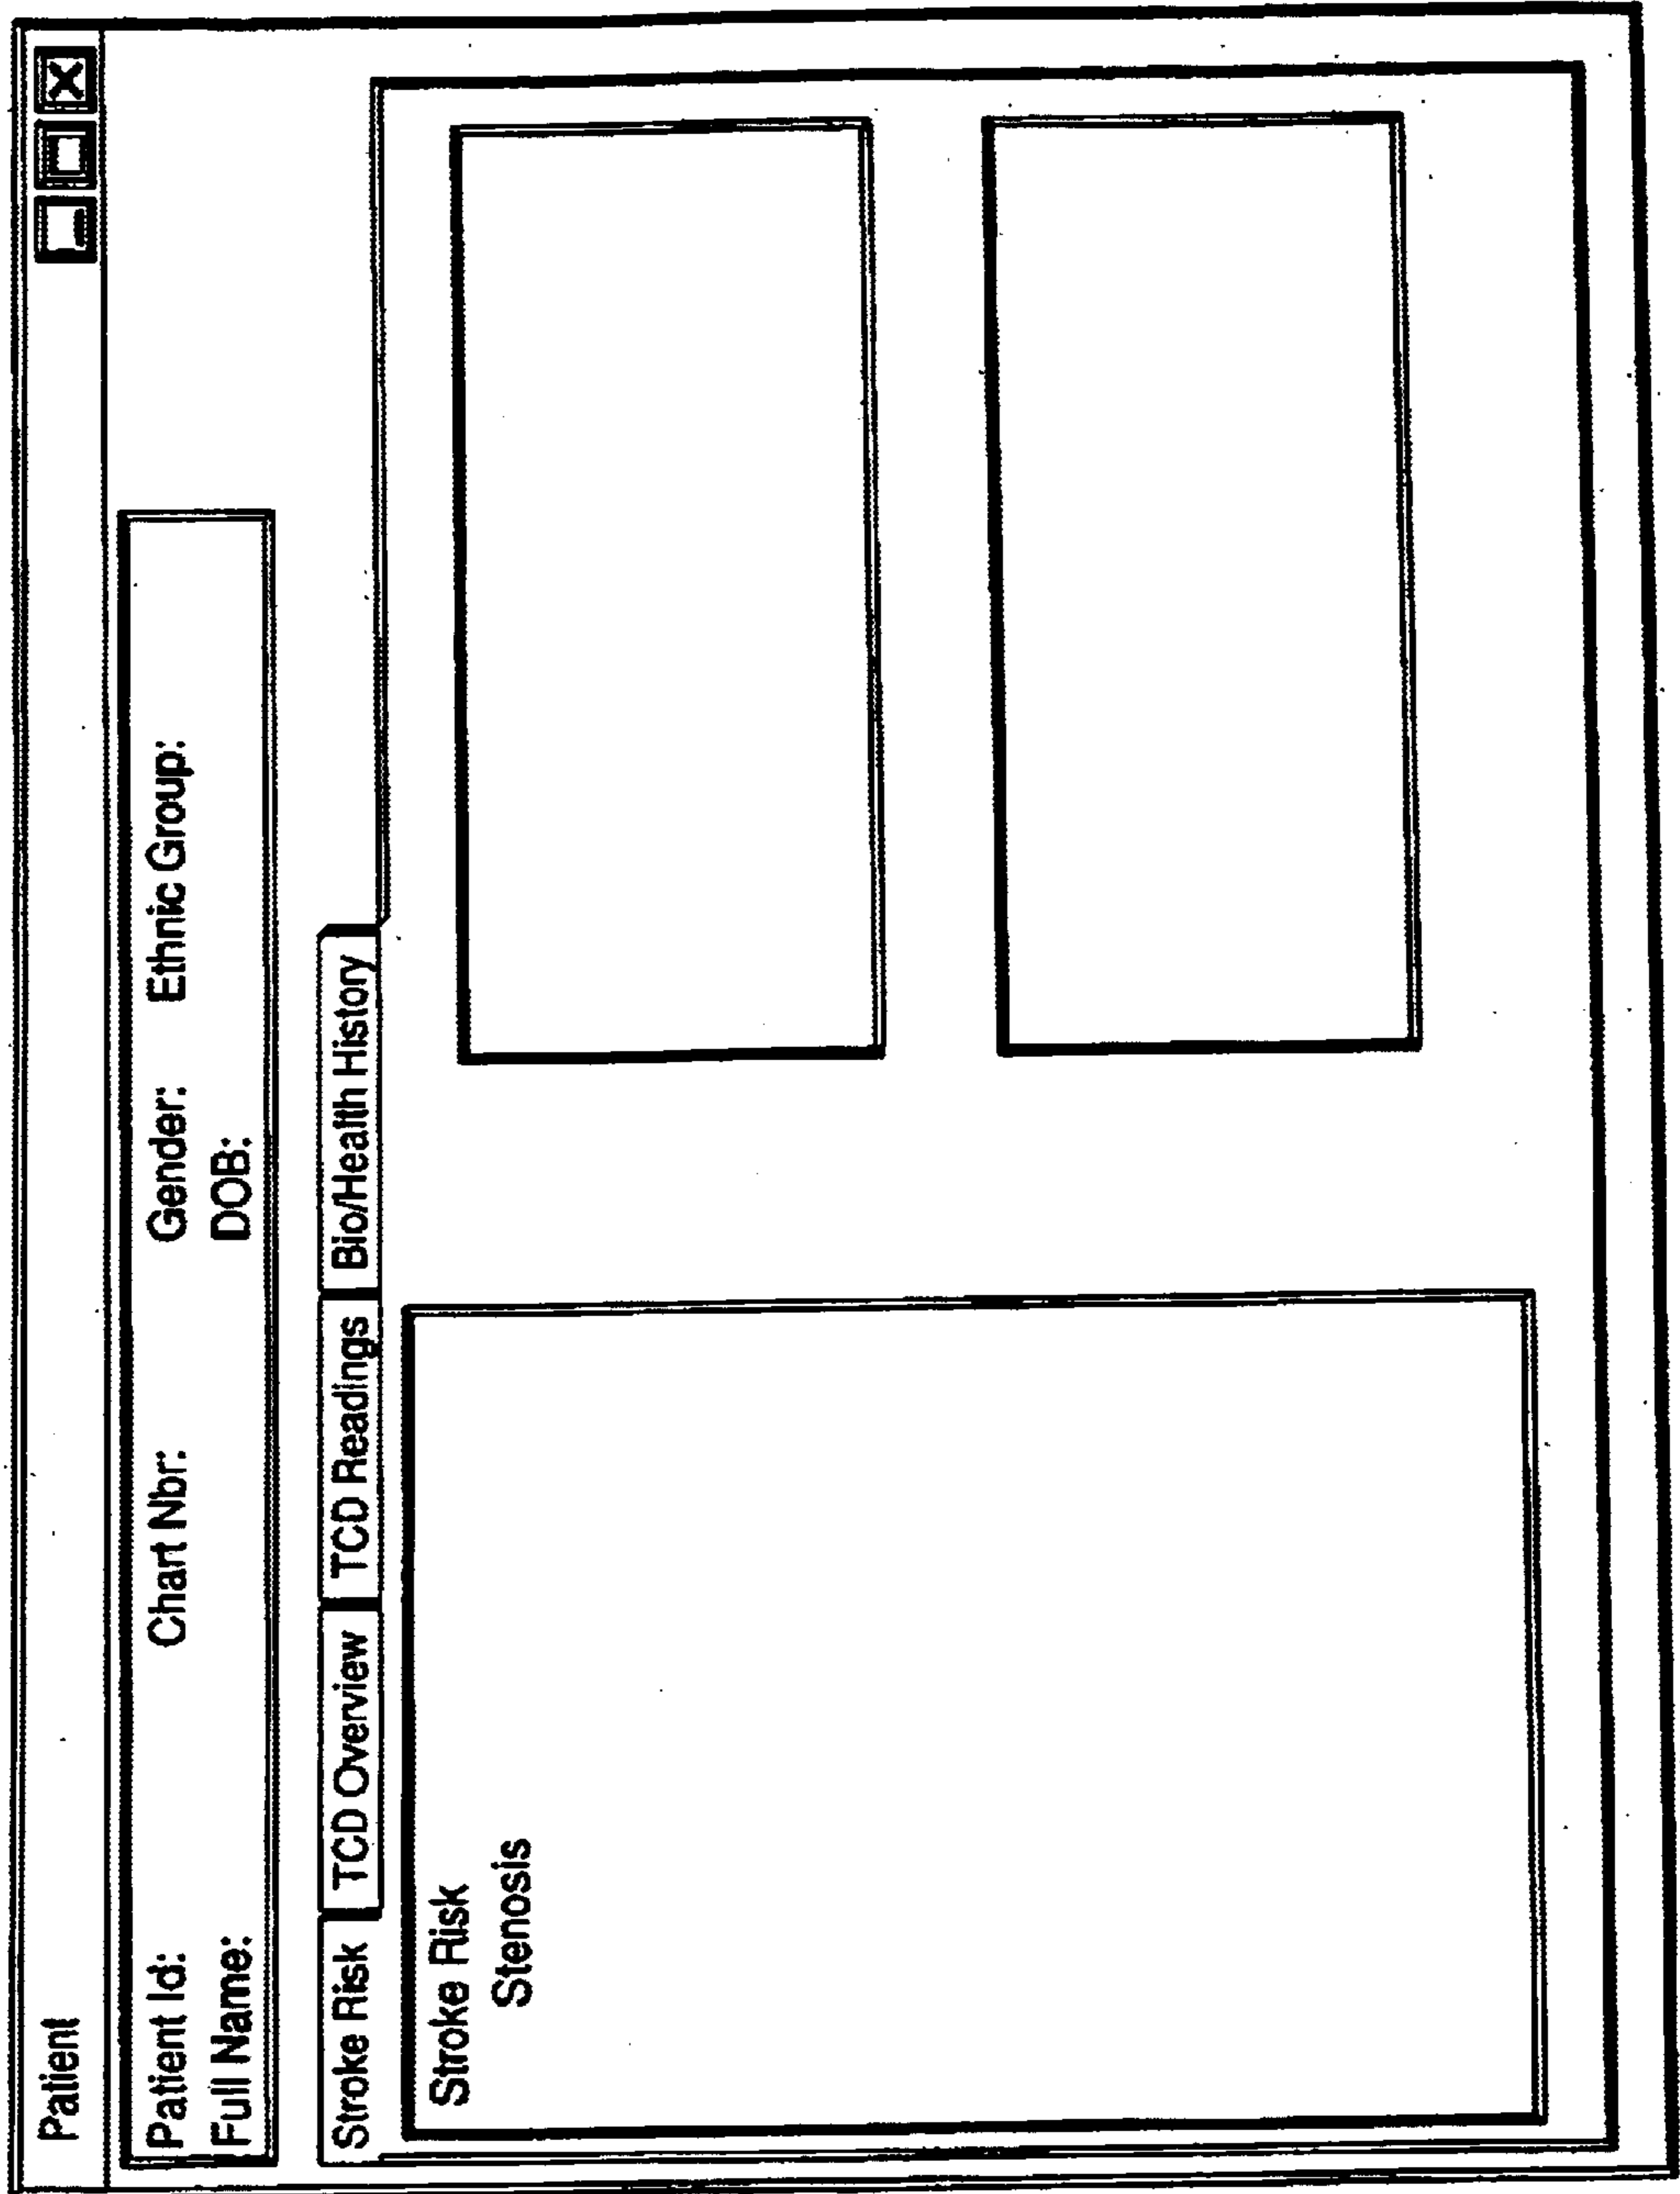 Patient
Patient Id: Chart Nbr: Gender: Ethnic Group:
Full Name: DOB:
Stroke Risk TCD Overview TCD Readings Bio/Health History
Stroke Risk
Stenosis